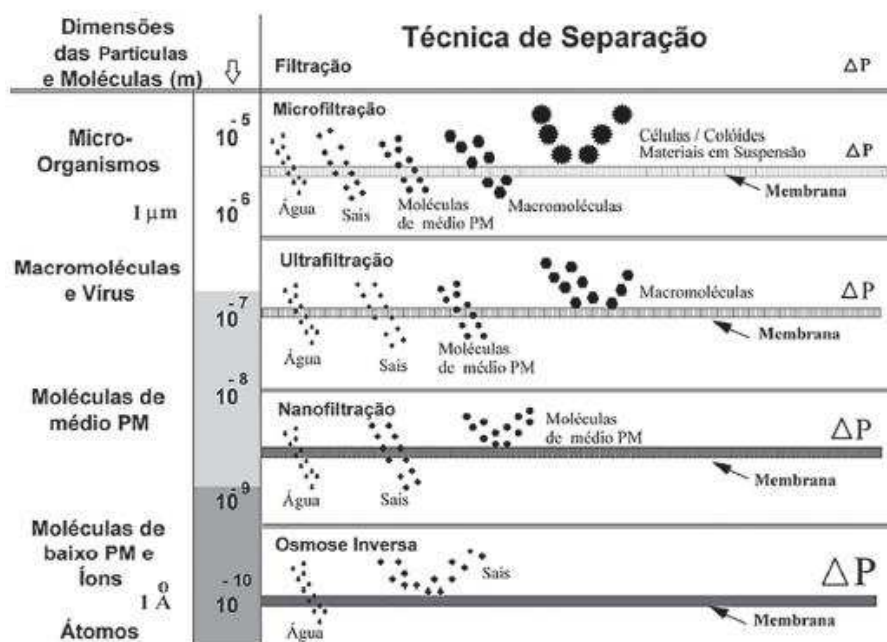 Dimensões
das Partículas
e Moléculas (m)
Técnica de Separação
Filtração
ΔP
Micro-
Organismos
1 μm
Macromoléculas
e Vírus
Moléculas de
médio PM
Moléculas de
baixo PM e
Íons
1 Å
Átomos
10⁻⁵
10⁻⁶
10⁻⁷
10⁻⁸
10⁻⁹
10⁻¹⁰
Microfiltração
Células / Colóides
Materiais em Suspensão
ΔP
Membrana
Água
Sais
Moléculas
de médio PM
Macromoléculas
Ultrafiltração
Macromoléculas
ΔP
Membrana
Água
Sais
Moléculas
de médio PM
Nanofiltração
Moléculas
de médio PM
ΔP
Membrana
Água
Sais
Osmose Inversa
Sais
ΔP
Membrana
Água